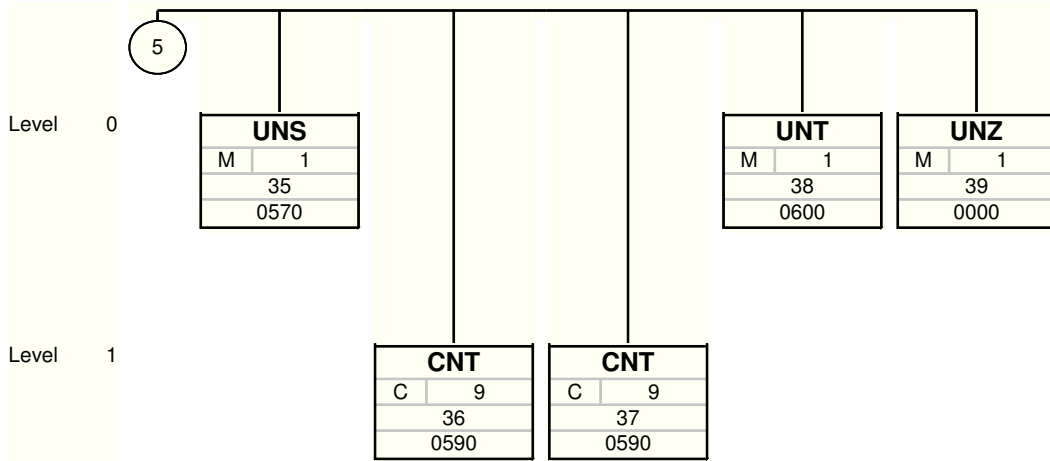 5
Level 0
UNS
M 1
35
0570
UNT
M 1
38
0600
UNZ
M 1
39
0000
Level 1
CNT
C 9
36
0590
CNT
C 9
37
0590